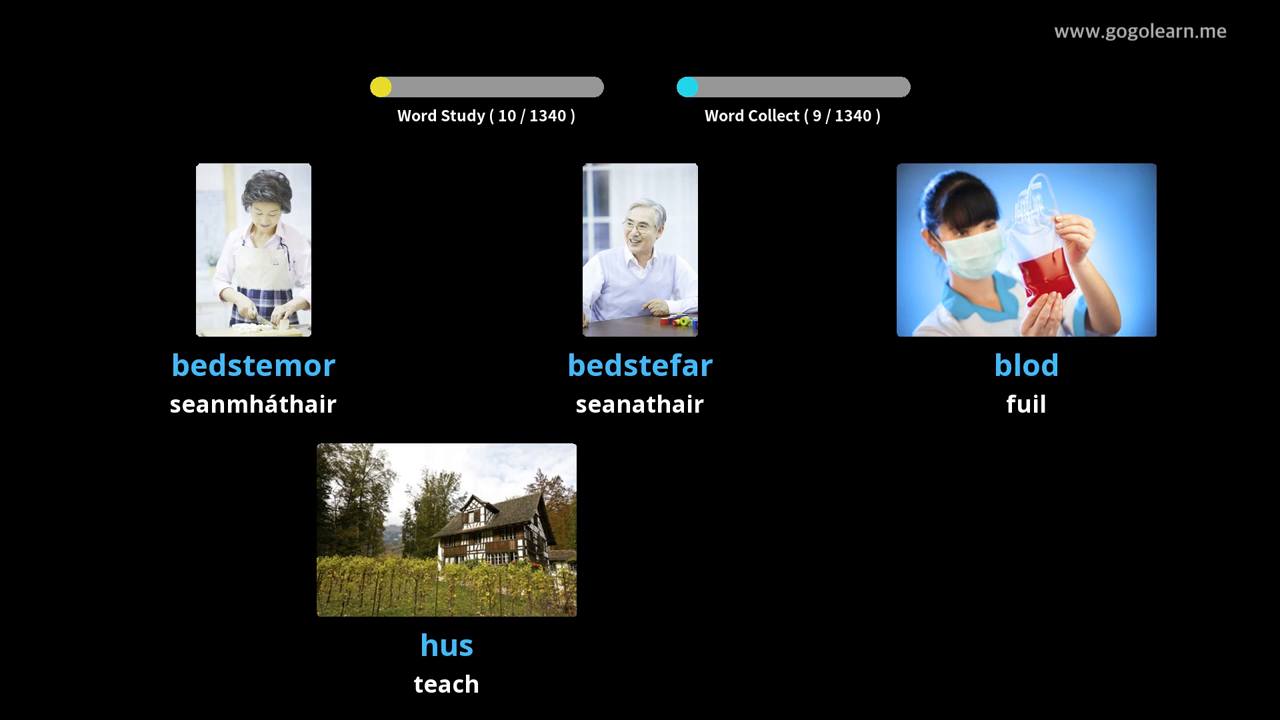 www.gogolearn.me
Word Study ( 10 / 1340 )
Word Collect ( 9 / 1340 )
bedstemor
seanmháthair
bedstefar
seanathair
blod
fuil
hus
teach